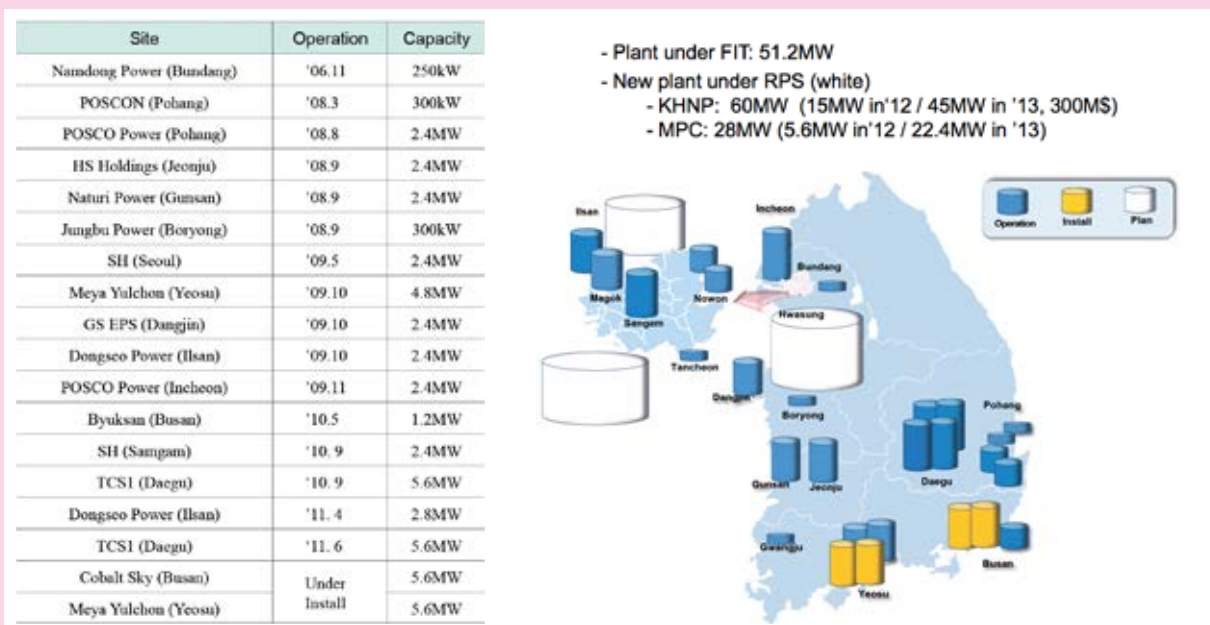 Site Operation Capacity
Namdong Power (Bundang) '06.11 250kW
POSCON (Pohang) '08.3 300kW
POSCO Power (Pohang) '08.8 2.4MW
HS Holdings (Jeonju) '08.9 2.4MW
Naturi Power (Gunsan) '08.9 2.4MW
Jungbu Power (Boryong) '08.9 300kW
SH (Seoul) '09.5 2.4MW
Meya Yulchon (Yeosu) '09.10 4.8MW
GS EPS (Dangjin) '09.10 2.4MW
Dongseo Power (Ilsan) '09.10 2.4MW
POSCO Power (Incheon) '09.11 2.4MW
Byuksan (Busan) '10.5 1.2MW
SH (Samgam) '10. 9 2.4MW
TCS1 (Daegu) '10. 9 5.6MW
Dongseo Power (Ilsan) '11. 4 2.8MW
TCS1 (Daegu) '11. 6 5.6MW
Cobalt Sky (Busan) Under Install 5.6MW
Meya Yulchon (Yeosu) 5.6MW
- Plant under FIT: 51.2MW
- New plant under RPS (white)
- KHNP: 60MW (15MW in'12 / 45MW in '13, 300M$)
- MPC: 28MW (5.6MW in'12 / 22.4MW in '13)
Operation Install Plan
Ilsan
Incheon
Bundang
Magok
Nowon
Sangam
Hwasung
Tancheon
Dangjin
Boryong
Pohang
Gunsan
Jeonju
Daegu
Gwangju
Busan
Yeosu